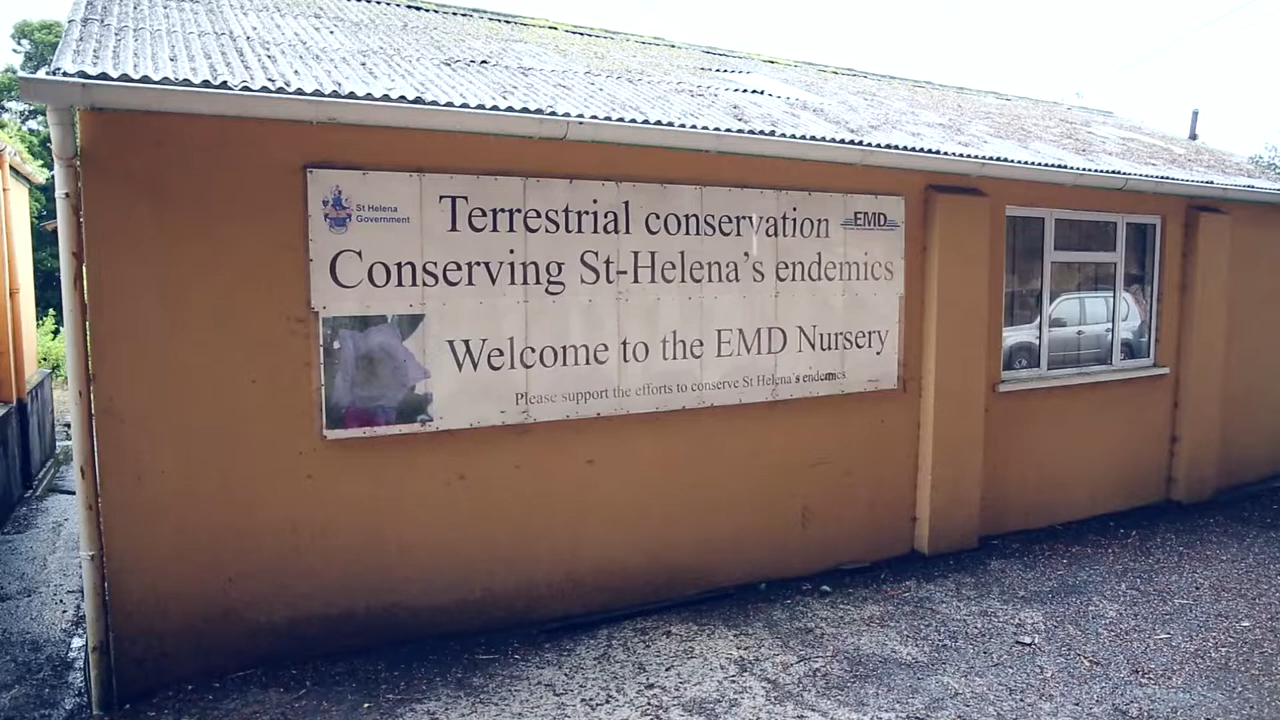 St Helena
Government
Terrestrial conservation
EMD
Conserving St-Helena's endemics
Welcome to the EMD Nursery
Please support the efforts to conserve St Helena's endemics